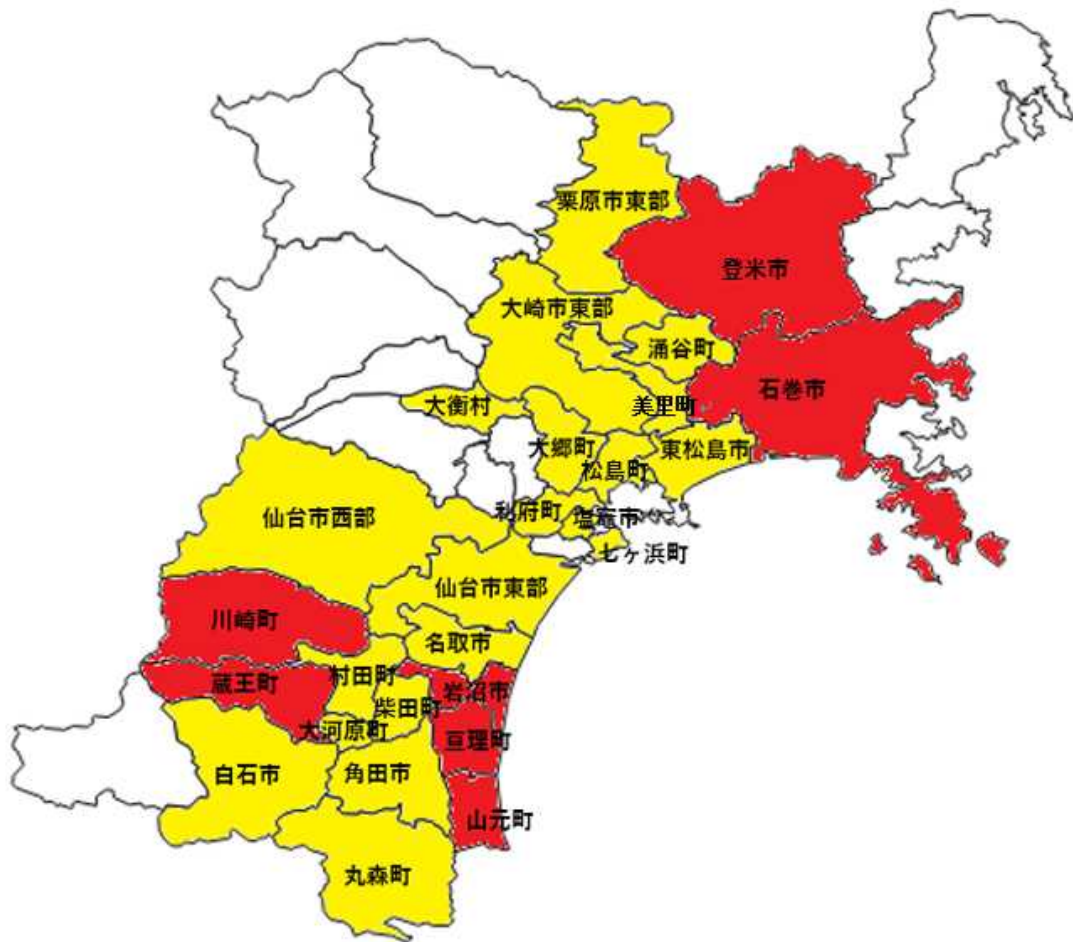 栗原市東部
登米市
大崎市東部
涌谷町
石巻市
大衡村
美里町
大郷町
東松島市
松島町
利府町
塩竈市
仙台市西部
七ヶ浜町
仙台市東部
川崎町
名取市
村田町
蔵王町
岩沼市
柴田町
大河原町
亘理町
白石市
角田市
山元町
丸森町